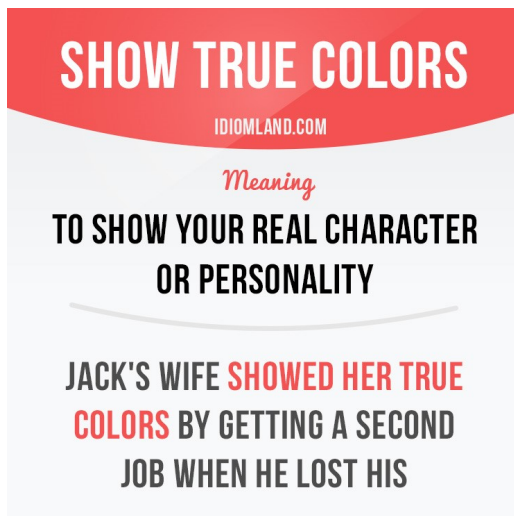 SHOW TRUE COLORS
IDIOMLAND.COM
Meaning
TO SHOW YOUR REAL CHARACTER
OR PERSONALITY
JACK'S WIFE SHOWED HER TRUE
COLORS BY GETTING A SECOND
JOB WHEN HE LOST HIS